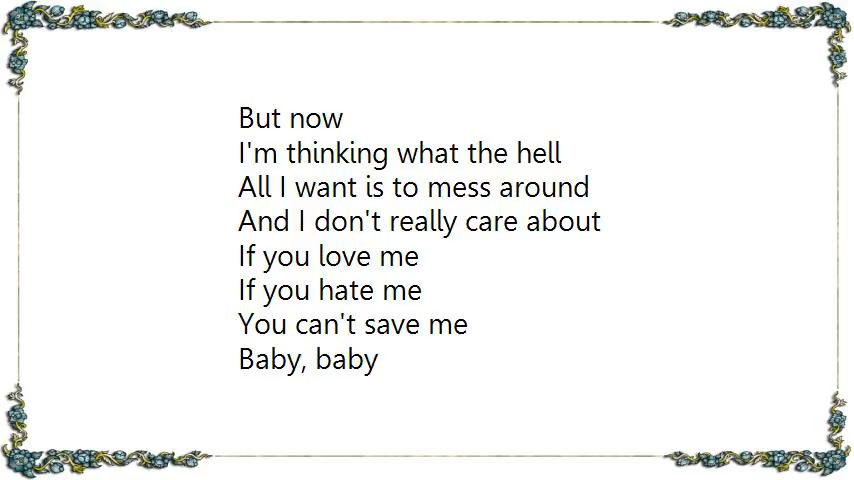 But now
I'm thinking what the hell
All I want is to mess around
And I don't really care about
If you love me
If you hate me
You can't save me
Baby, baby